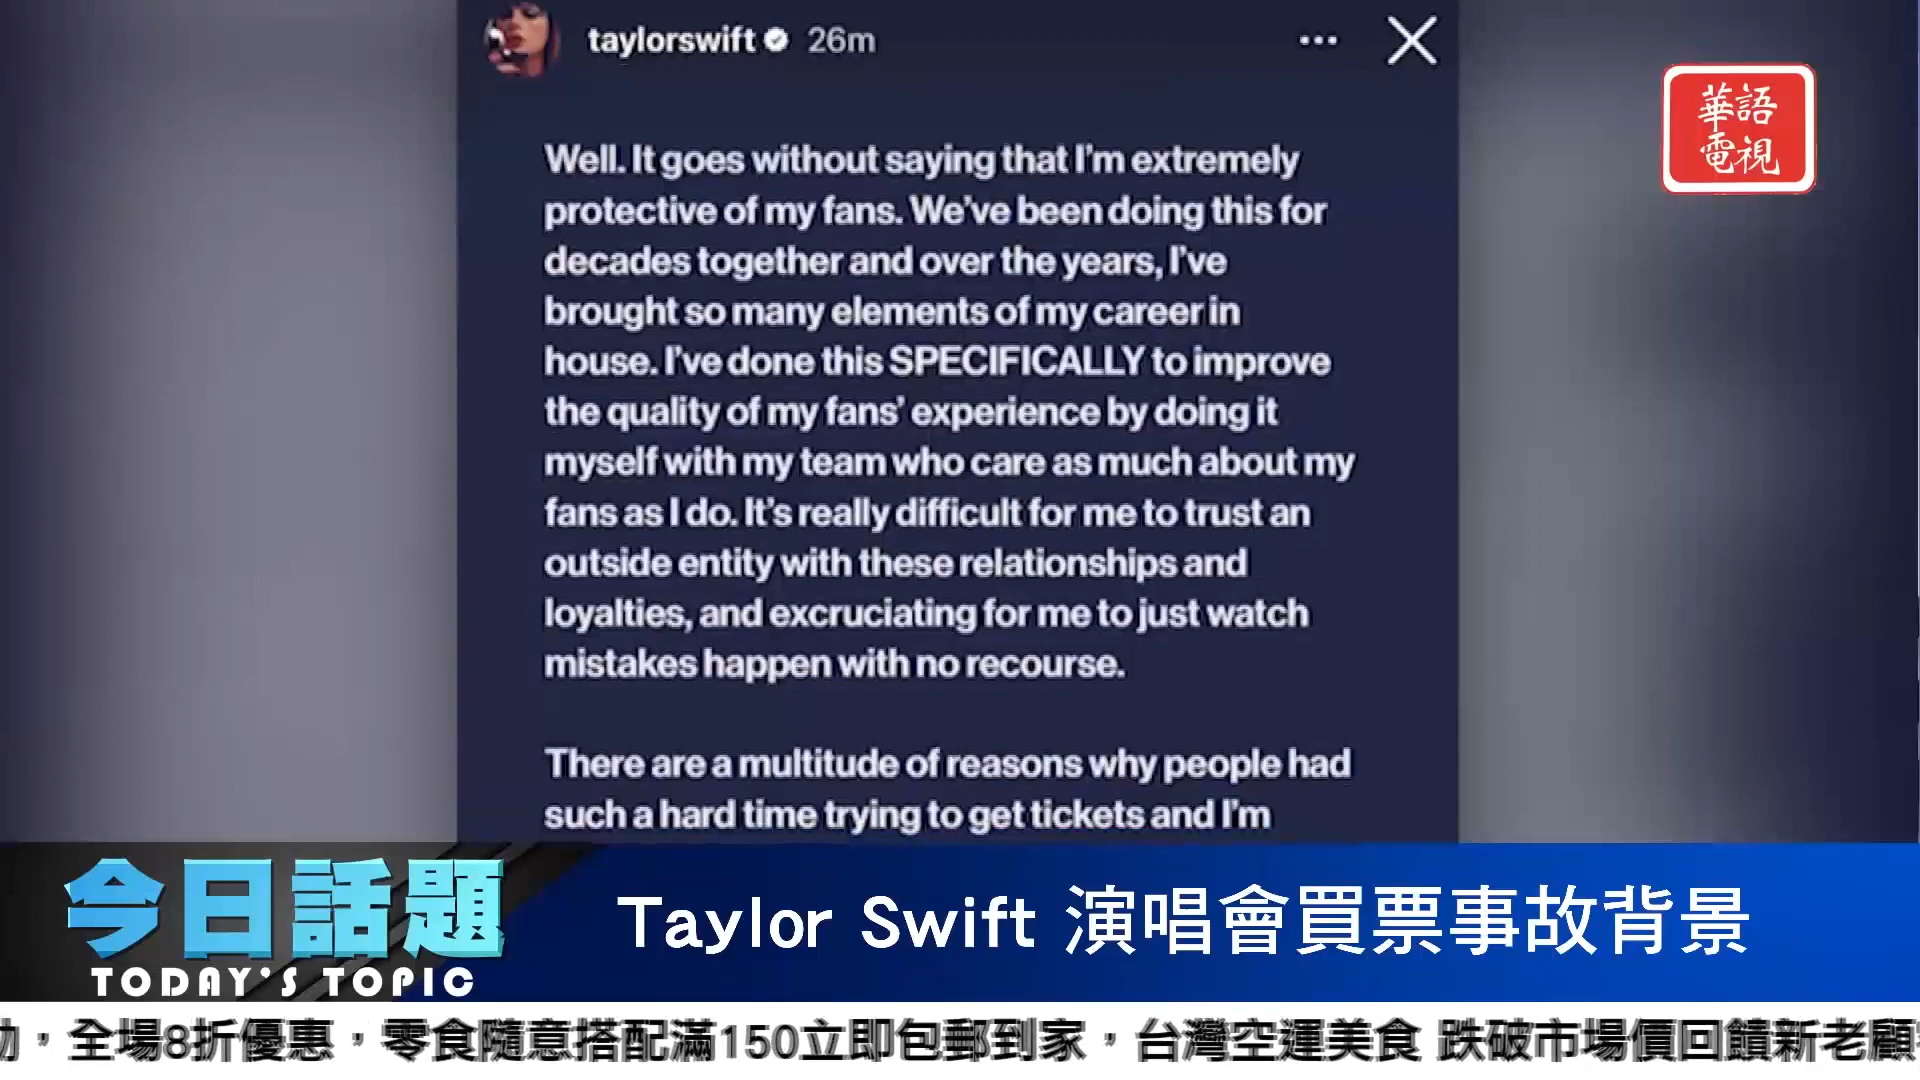 taylorswift 26m
華語
電視
Well. It goes without saying that I'm extremely
protective of my fans. We've been doing this for
decades together and over the years, I've
brought so many elements of my career in
house. I've done this SPECIFICALLY to improve
the quality of my fans' experience by doing it
myself with my team who care as much about my
fans as I do. It's really difficult for me to trust an
outside entity with these relationships and
loyalties, and excruciating for me to just watch
mistakes happen with no recourse.
There are a multitude of reasons why people had
such a hard time trying to get tickets and I'm
今日話題
TODAY'S TOPIC
Taylor Swift 演唱會買票事故背景
，全場8折優惠，零食隨意搭配滿150立即包郵到家，台灣空運美食 跌破市場價回饋新老顧